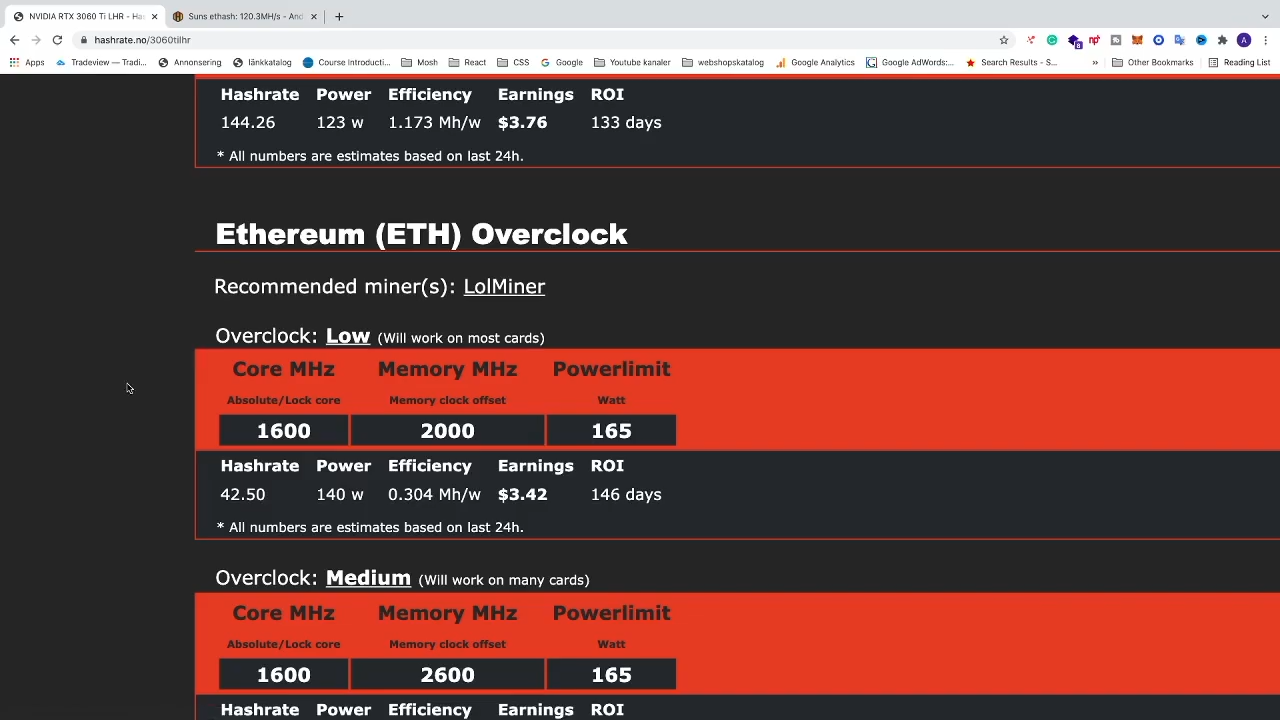 NVIDIA RTX 3060 Ti LHR - Ha
Suns ethash: 120.3MH/s - And
hashrate.no/3060tilhr
Apps
Tradeview – Tradi...
Annonsering
länkkatalog
Course Introducti...
Mosh
React
CSS
Google
Youtube kanaler
webshopskatalog
Google Analytics
Google AdWords:...
Search Results - S...
»
Other Bookmarks
Reading List
Hashrate Power Efficiency Earnings ROI
144.26 123 w 1.173 Mh/w $3.76 133 days
* All numbers are estimates based on last 24h.
Ethereum (ETH) Overclock
Recommended miner(s): LolMiner
Overclock: Low (Will work on most cards)
Core MHz Memory MHz Powerlimit
Absolute/Lock core Memory clock offset Watt
1600 2000 165
Hashrate Power Efficiency Earnings ROI
42.50 140 w 0.304 Mh/w $3.42 146 days
* All numbers are estimates based on last 24h.
Overclock: Medium (Will work on many cards)
Core MHz Memory MHz Powerlimit
Absolute/Lock core Memory clock offset Watt
1600 2600 165
Hashrate Power Efficiency Earnings ROI